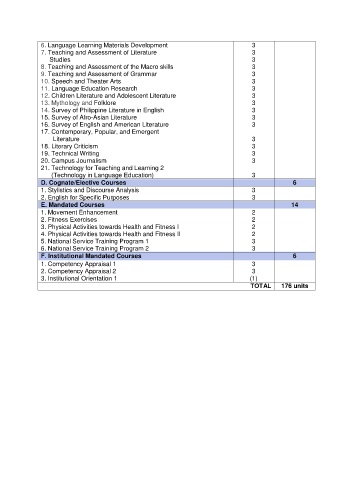 6. Language Learning Materials Development 3
7. Teaching and Assessment of Literature 3
Studies 3
8. Teaching and Assessment of the Macro skills 3
9. Teaching and Assessment of Grammar 3
10. Speech and Theater Arts 3
11. Language Education Research 3
12. Children Literature and Adolescent Literature 3
13. Mythology and Folklore 3
14. Survey of Philippine Literature in English 3
15. Survey of Afro-Asian Literature 3
16. Survey of English and American Literature 3
17. Contemporary, Popular, and Emergent
Literature 3
18. Literary Criticism 3
19. Technical Writing 3
20. Campus Journalism 3
21. Technology for Teaching and Learning 2
(Technology in Language Education) 3
D. Cognate/Elective Courses 6
1. Stylistics and Discourse Analysis 3
2. English for Specific Purposes 3
E. Mandated Courses 14
1. Movement Enhancement 2
2. Fitness Exercises 2
3. Physical Activities towards Health and Fitness I 2
4. Physical Activities towards Health and Fitness II 2
5. National Service Training Program 1 3
6. National Service Training Program 2 3
F. Institutional Mandated Courses 6
1. Competency Appraisal 1 3
2. Competency Appraisal 2 3
3. Institutional Orientation 1 (1)
TOTAL 176 units